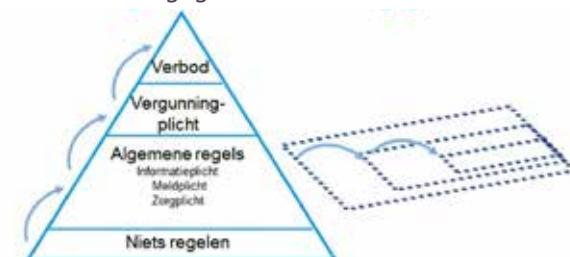 Verbod
Vergunning-
plicht
Algemene regels
Informatieplicht
Meldplicht
Zorgplicht
Niets regelen